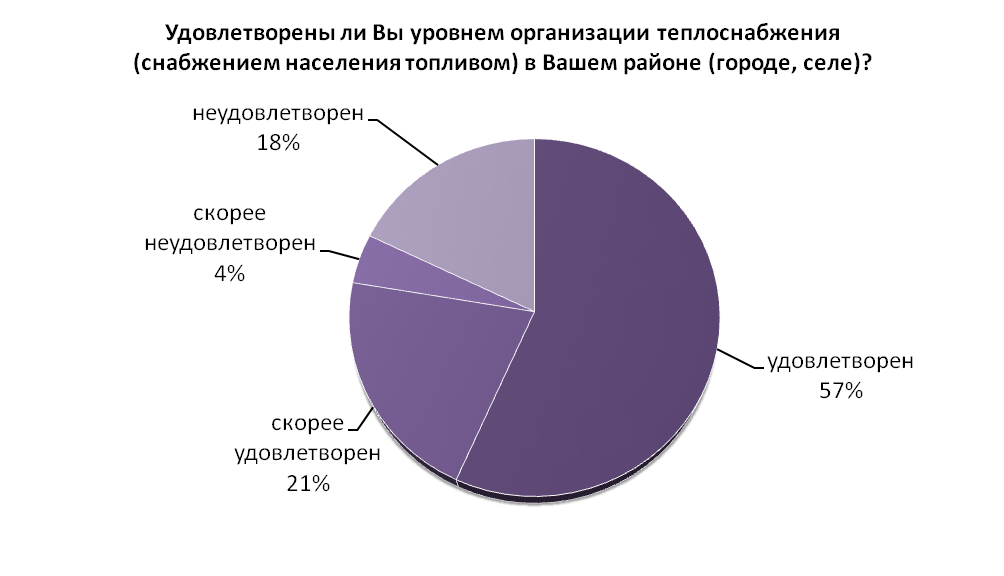 Удовлетворены ли Вы уровнем организации теплоснабжения
(снабжением населения топливом) в Вашем районе (городе, селе)?
неудовлетворен
18%
скорее
неудовлетворен
4%
удовлетворен
57%
скорее
удовлетворен
21%